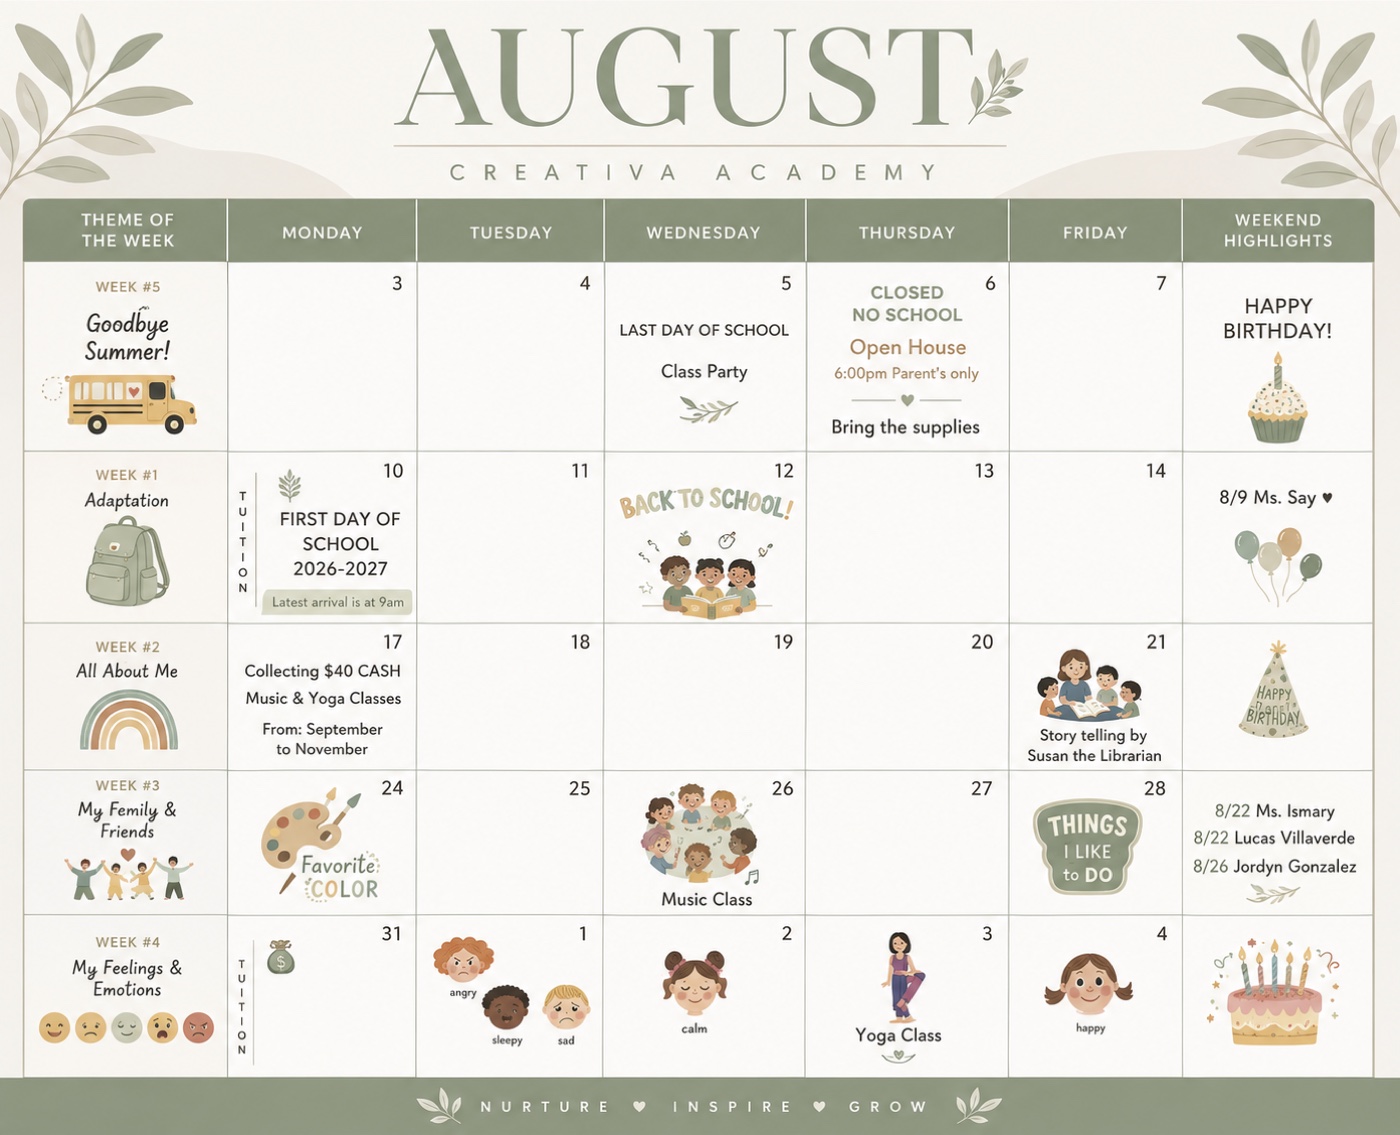 AUGUST
CREATIVA ACADEMY
THEME OF
THE WEEK
MONDAY
TUESDAY
WEDNESDAY
THURSDAY
FRIDAY
WEEKEND
HIGHLIGHTS
WEEK #5
Goodbye
Summer!
3
4
5
LAST DAY OF SCHOOL
Class Party
6
CLOSED
NO SCHOOL
Open House
6:00pm Parent's only
Bring the supplies
7
HAPPY
BIRTHDAY!
WEEK #1
Adaptation
TUITION
10
FIRST DAY OF
SCHOOL
2026-2027
Latest arrival is at 9am
11
12
BACK TO SCHOOL!
13
14
8/9 Ms. Say ♥
WEEK #2
All About Me
17
Collecting $40 CASH
Music & Yoga Classes
From: September
to November
18
19
20
21
Story telling by
Susan the Librarian
HAPPY
BIRTHDAY
WEEK #3
My Femily &
Friends
24
Favorite
COLOR
25
26
Music Class
27
28
THINGS
I LIKE
to DO
8/22 Ms. Ismary
8/22 Lucas Villaverde
8/26 Jordyn Gonzalez
WEEK #4
My Feelings &
Emotions
TUITION
$
31
1
angry
sleepy
sad
2
calm
3
Yoga Class
4
happy
NURTURE ♥ INSPIRE ♥ GROW